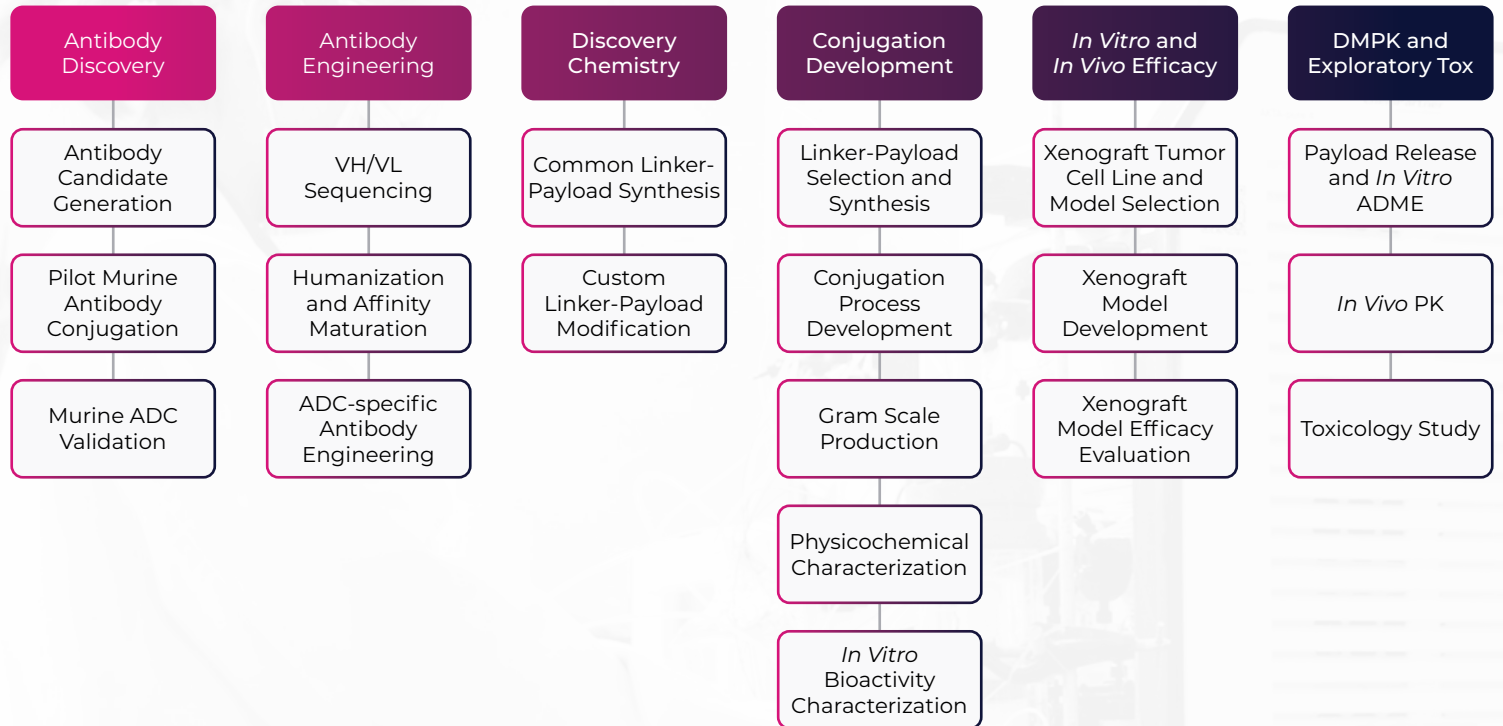 Antibody
Discovery
Antibody
Candidate
Generation
Pilot Murine
Antibody
Conjugation
Murine ADC
Validation
Antibody
Engineering
VH/VL
Sequencing
Humanization
and Affinity
Maturation
ADC-specific
Antibody
Engineering
Discovery
Chemistry
Common Linker-
Payload Synthesis
Custom
Linker-Payload
Modification
Conjugation
Development
Linker-Payload
Selection and
Synthesis
Conjugation
Process
Development
Gram Scale
Production
Physicochemical
Characterization
In Vitro
Bioactivity
Characterization
In Vitro and
In Vivo Efficacy
Xenograft Tumor
Cell Line and
Model Selection
Xenograft
Model
Development
Xenograft
Model Efficacy
Evaluation
DMPK and
Exploratory Tox
Payload Release
and In Vitro
ADME
In Vivo PK
Toxicology Study